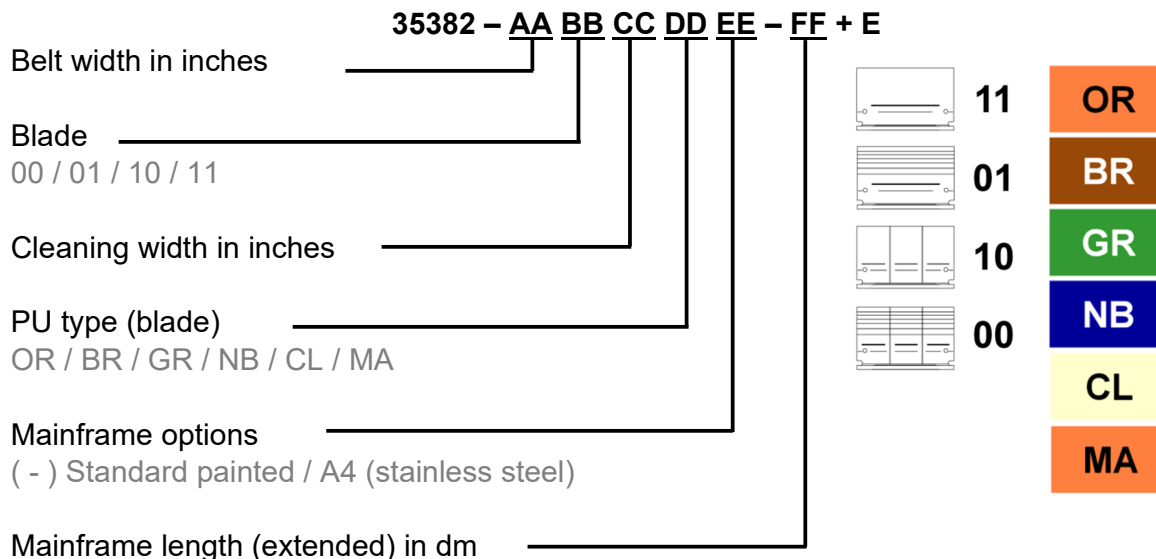 35382 – AA BB CC DD EE – FF + E
Belt width in inches
Blade
00 / 01 / 10 / 11
Cleaning width in inches
PU type (blade)
OR / BR / GR / NB / CL / MA
Mainframe options
( - ) Standard painted / A4 (stainless steel)
Mainframe length (extended) in dm
11
01
10
00
OR
BR
GR
NB
CL
MA